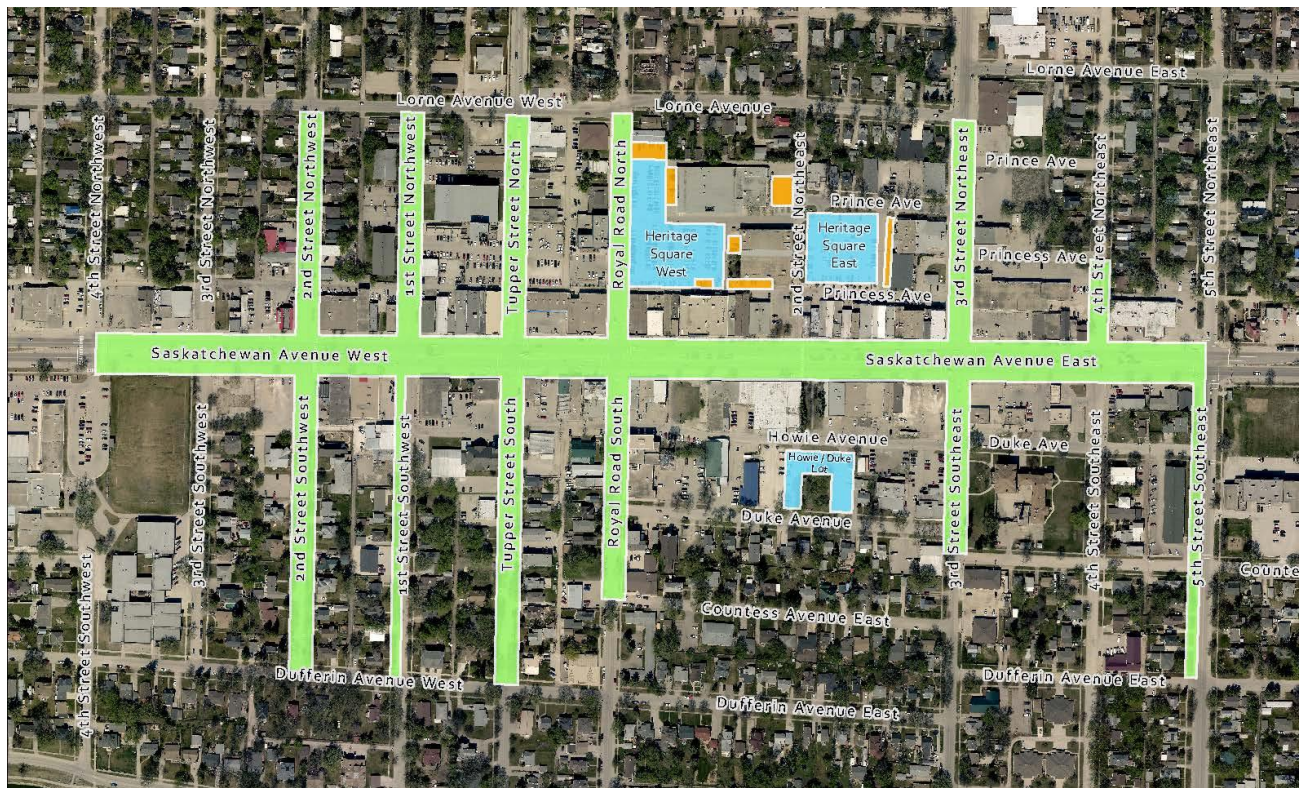 Lorne Avenue West
Lorne Avenue
Lorne Avenue East
4th Street Northwest
3rd Street Northwest
2nd Street Northwest
1st Street Northwest
Tupper Street North
Royal Road North
2nd Street Northeast
3rd Street Northeast
4th Street Northeast
5th Street Northeast
Prince Ave
Prince Ave
Heritage
Square
West
Heritage
Square
East
Princess Ave
Princess Ave
Saskatchewan Avenue West
Saskatchewan Avenue East
4th Street Southwest
3rd Street Southwest
2nd Street Southwest
1st Street Southwest
Tupper Street South
Royal Road South
3rd Street Southeast
4th Street Southeast
5th Street Southeast
Howie Avenue
Howie / Duke
Lot
Duke Avenue
Duke Ave
Countess Avenue East
Counte
Dufferin Avenue West
Dufferin Avenue East
Dufferin Avenue East